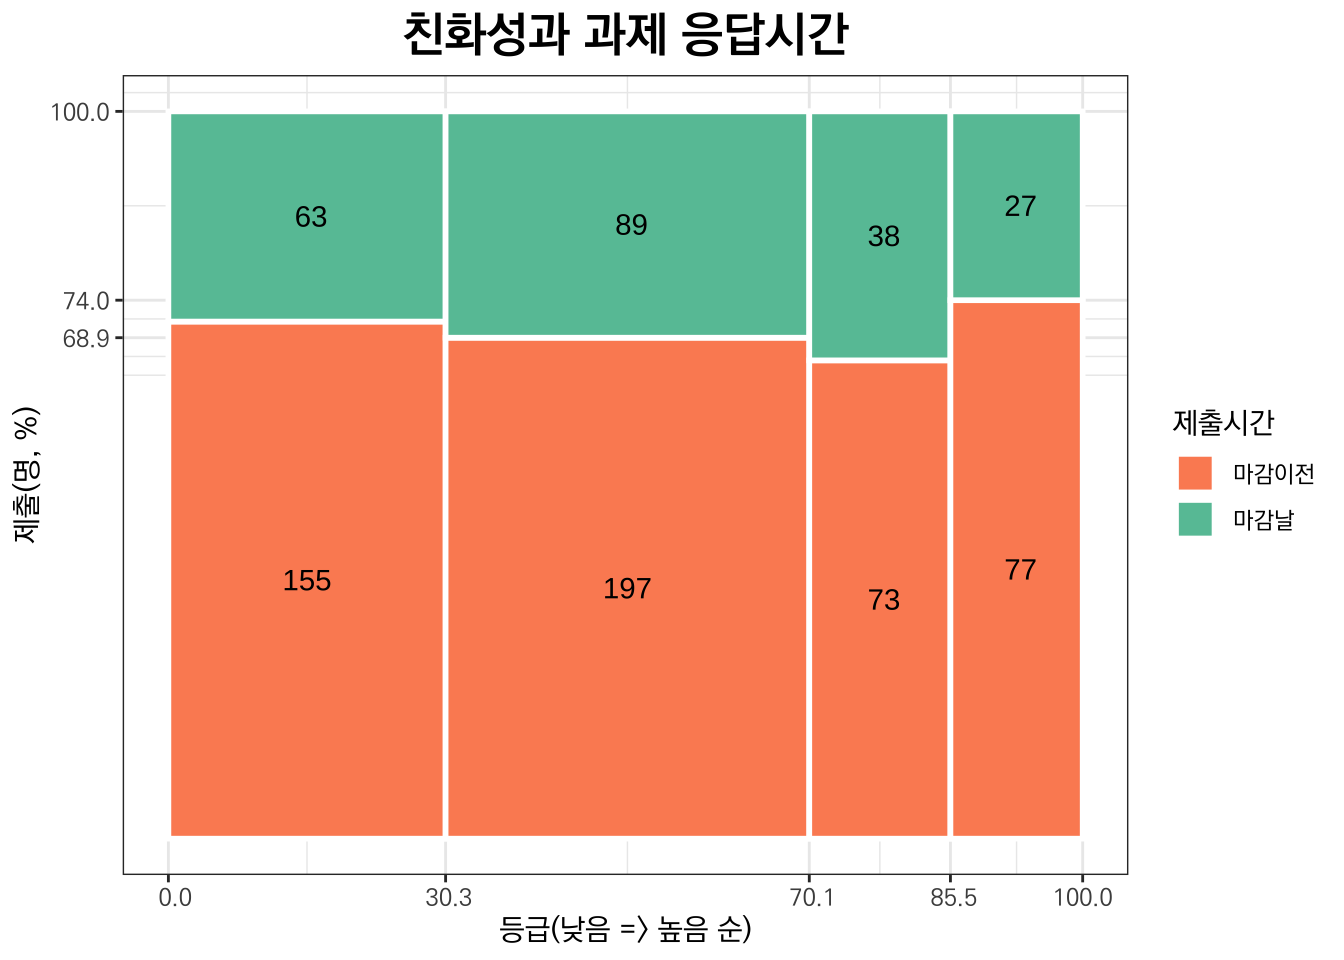 친화성과 과제 응답시간
100.0
74.0
68.9
제출(명, %)
63
89
38
27
155
197
73
77
0.0
30.3
70.1
85.5
100.0
등급(낮음 => 높음 순)
제출시간
마감이전
마감날